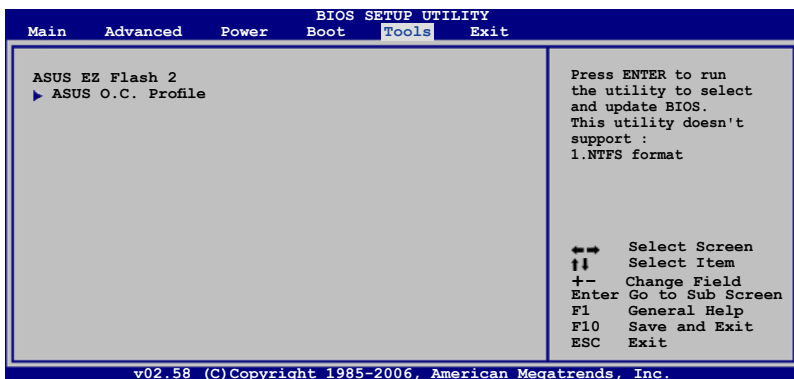 BIOS SETUP UTILITY
Main Advanced Power Boot Tools Exit
ASUS EZ Flash 2
ASUS O.C. Profile
Press ENTER to run
the utility to select
and update BIOS.
This utility doesn't
support :
1.NTFS format
←→ Select Screen
↑↓ Select Item
+- Change Field
Enter Go to Sub Screen
F1 General Help
F10 Save and Exit
ESC Exit
v02.58 (C)Copyright 1985-2006, American Megatrends, Inc.